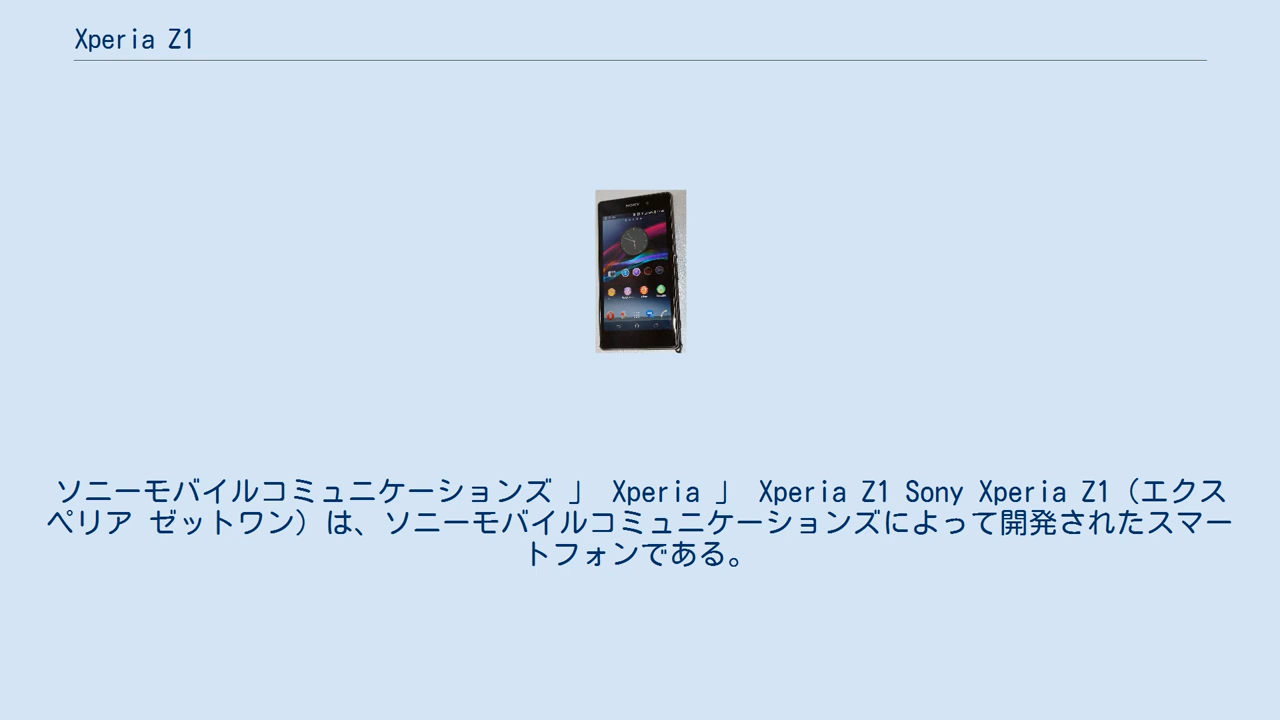 Xperia Z1
SONY
ソニーモバイルコミュニケーションズ 」 Xperia 」 Xperia Z1 Sony Xperia Z1（エクス
ペリア ゼットワン）は、ソニーモバイルコミュニケーションズによって開発されたスマー
トフォンである。